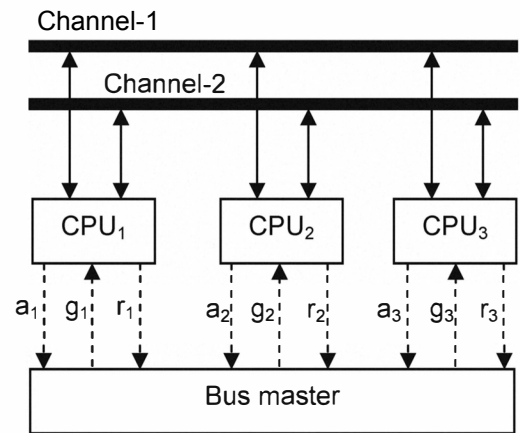 Channel-1
Channel-2
CPU₁ CPU₂ CPU₃
a₁ g₁ r₁ a₂ g₂ r₂ a₃ g₃ r₃
Bus master